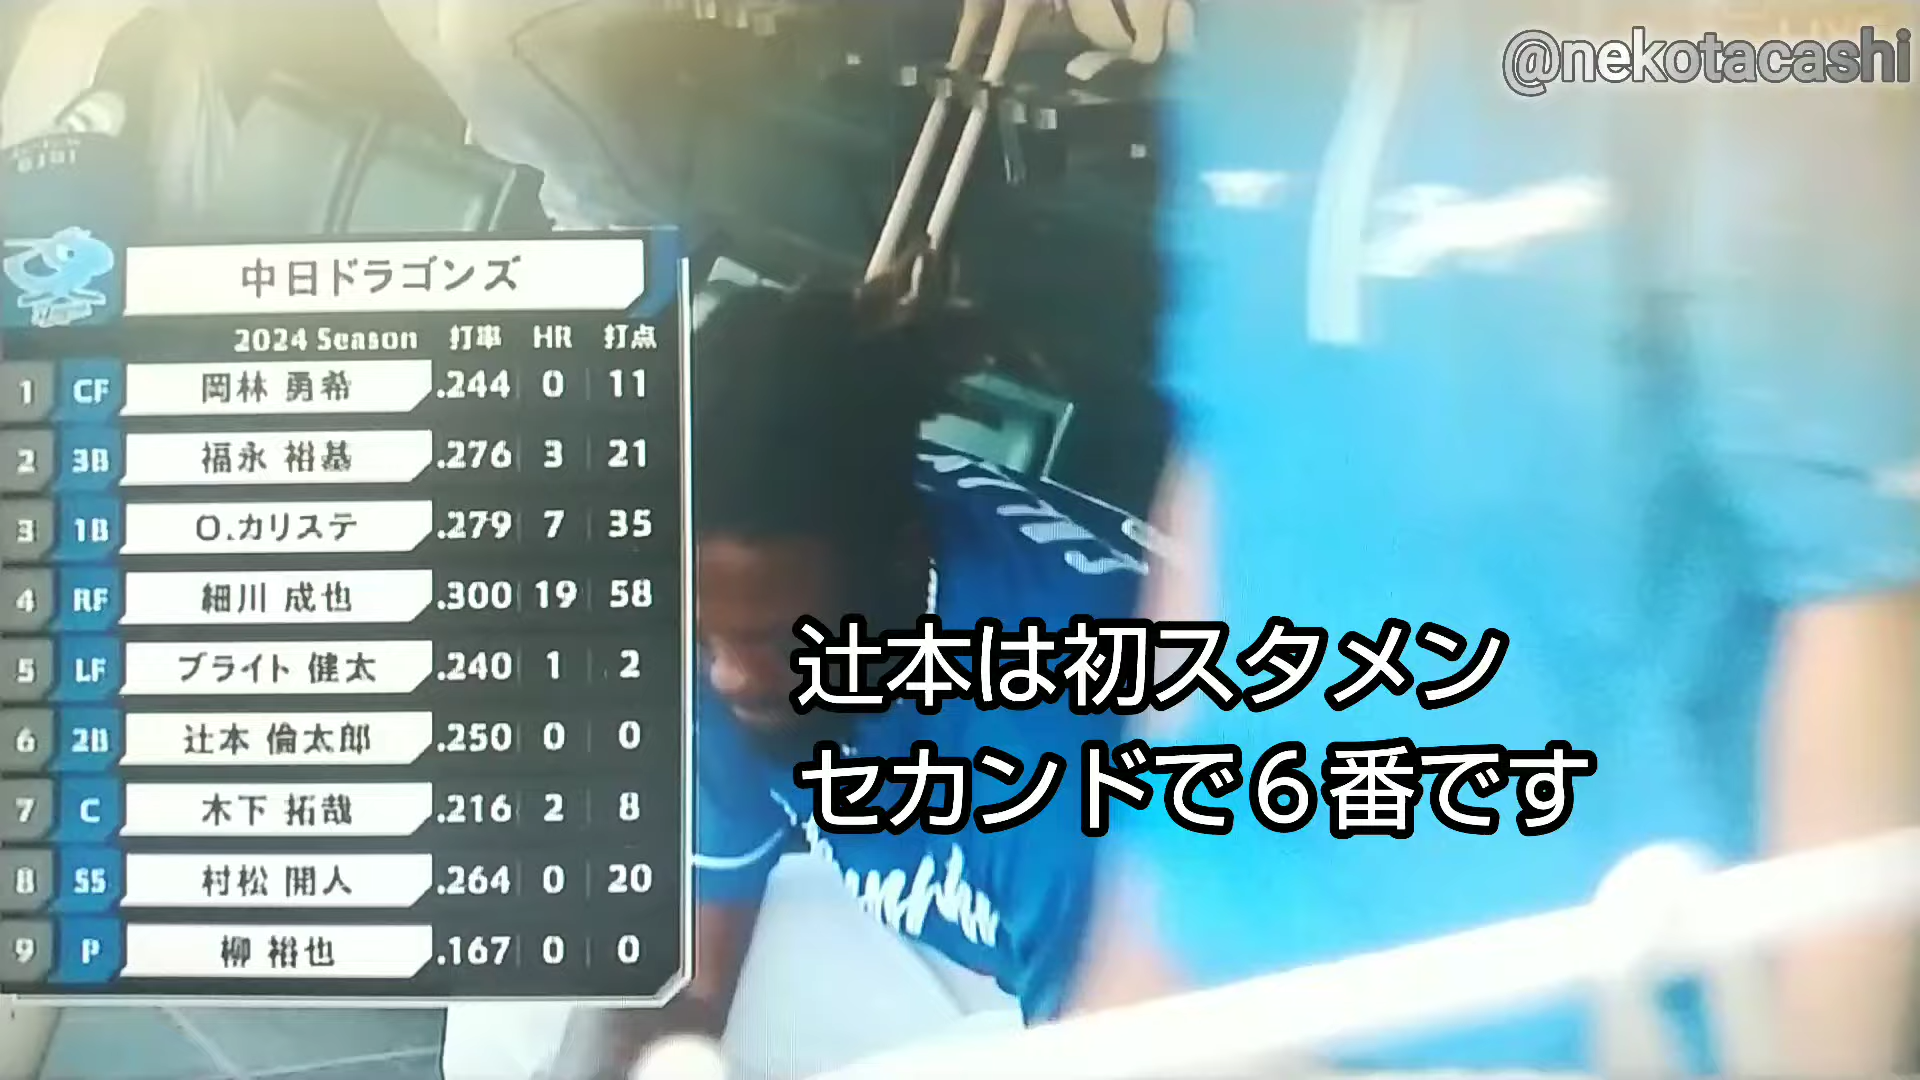 @nekotacashi
中日ドラゴンズ
2024 Season 打率 HR 打点
1 CF 岡林 勇希 .244 0 11
2 3B 福永 裕基 .276 3 21
3 1B O.カリステ .279 7 35
4 RF 細川 成也 .300 19 58
5 LF ブライト 健太 .240 1 2
6 2B 辻本 倫太郎 .250 0 0
7 C 木下 拓哉 .216 2 8
8 SS 村松 開人 .264 0 20
9 P 柳 裕也 .167 0 0
辻本は初スタメン
セカンドで6番です